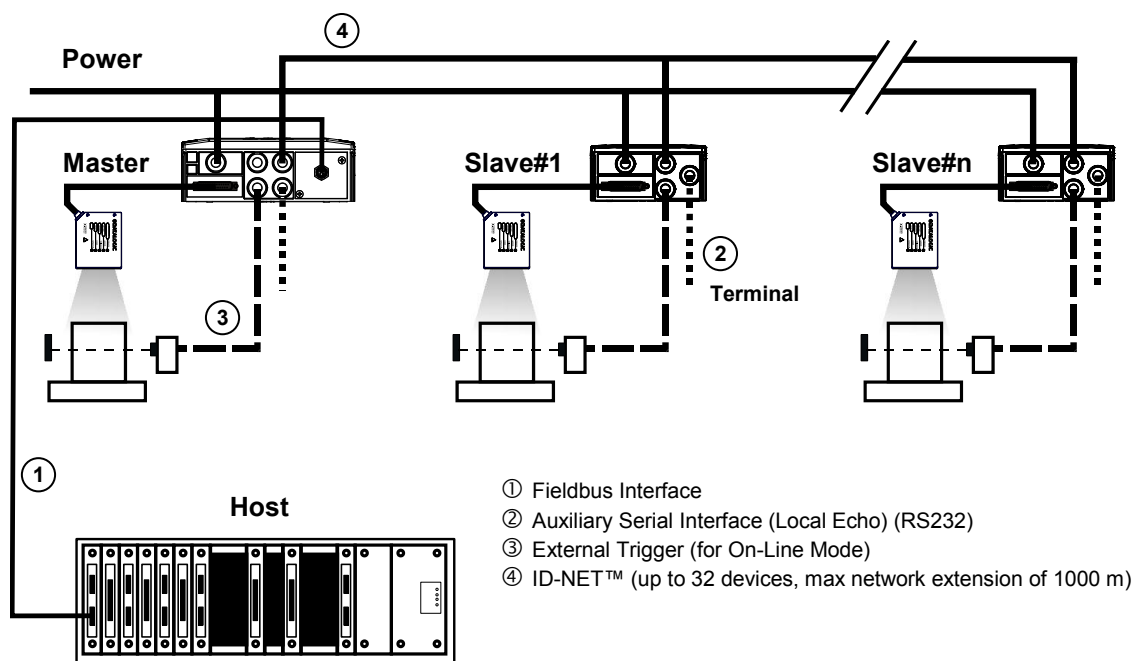 ④
Power
Master
Slave#1
Slave#n
②
Terminal
③
①
Host
① Fieldbus Interface
② Auxiliary Serial Interface (Local Echo) (RS232)
③ External Trigger (for On-Line Mode)
④ ID-NET™ (up to 32 devices, max network extension of 1000 m)